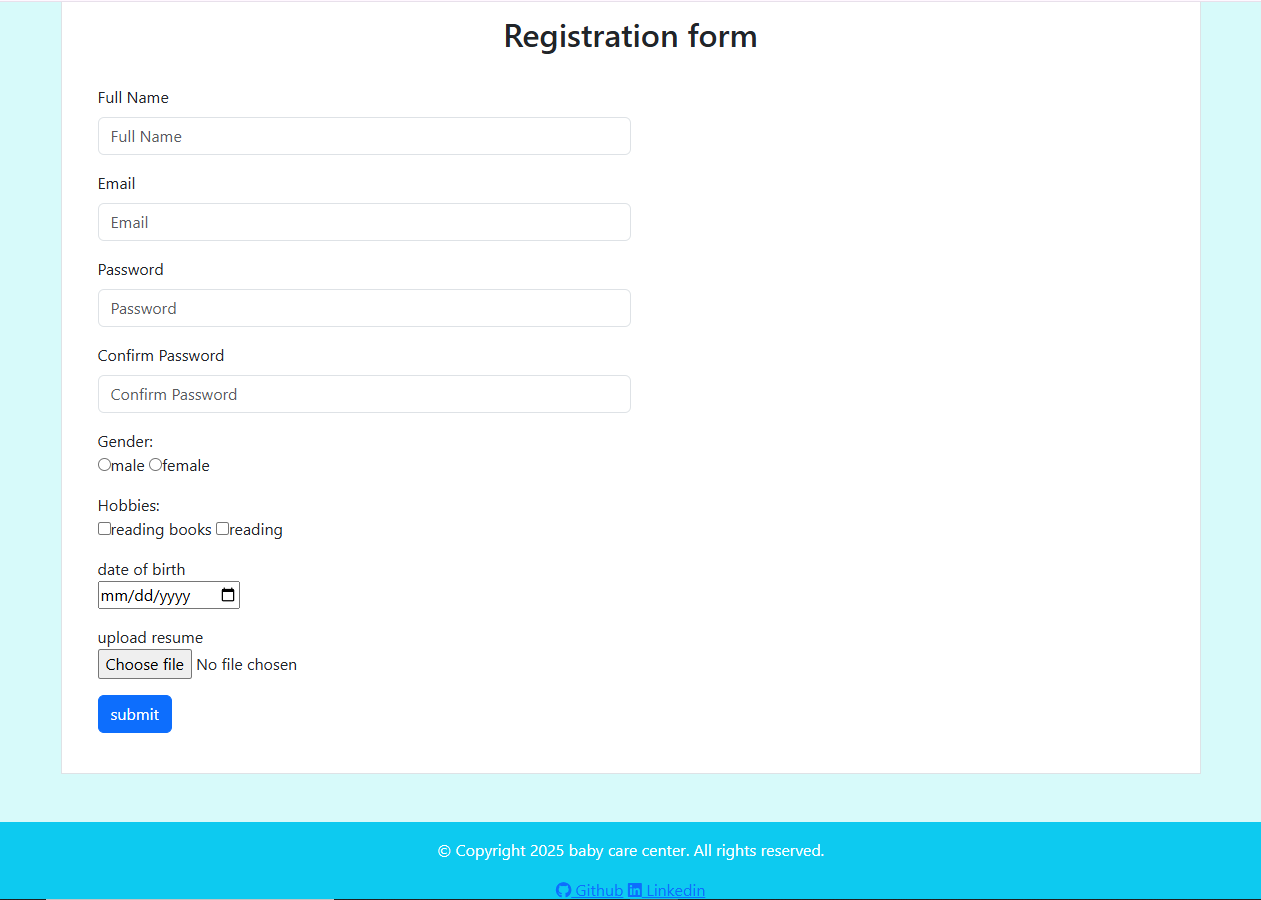 Registration form
Full Name
Full Name
Email
Email
Password
Password
Confirm Password
Confirm Password
Gender:
male female
Hobbies:
reading books reading
date of birth
mm/dd/yyyy
upload resume
Choose file No file chosen
submit
© Copyright 2025 baby care center. All rights reserved.
Github Linkedin